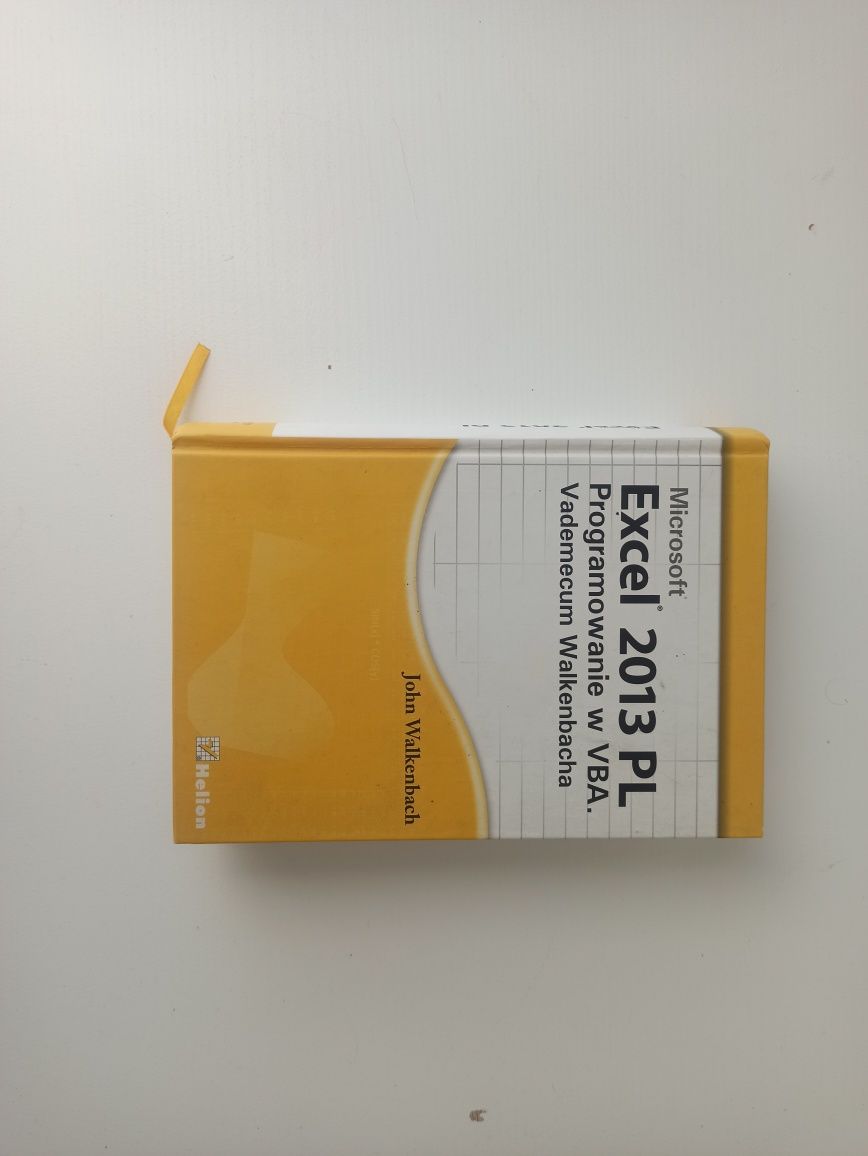 Microsoft
Excel® 2013 PL
Programowanie w VBA.
Vademecum Walkenbacha
John Walkenbach
Helion